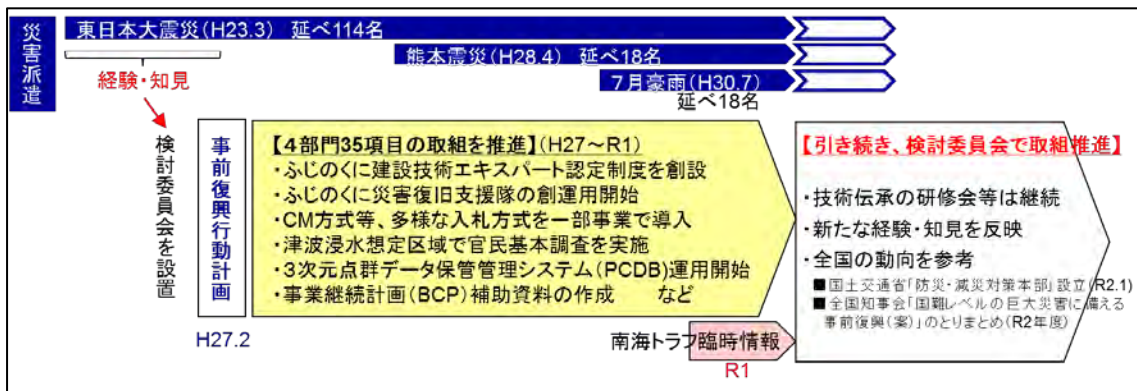 災害派遣
東日本大震災(H23.3) 延べ114名
熊本震災(H28.4) 延べ18名
7月豪雨(H30.7)
延べ18名
経験・知見
検討委員会を設置
事前復興行動計画
H27.2
【4部門35項目の取組を推進】(H27～R1)
・ふじのくに建設技術エキスパート認定制度を創設
・ふじのくに災害復旧支援隊の創運用開始
・CM方式等、多様な入札方式を一部事業で導入
・津波浸水想定区域で官民基本調査を実施
・3次元点群データ保管管理システム(PCDB)運用開始
・事業継続計画(BCP)補助資料の作成 など
南海トラフ臨時情報
R1
【引き続き、検討委員会で取組推進】
・技術伝承の研修会等は継続
・新たな経験・知見を反映
・全国の動向を参考
■国土交通省「防災・減災対策本部」設立(R2.1)
■全国知事会「国難レベルの巨大災害に備える
事前復興(案)」のとりまとめ(R2年度)